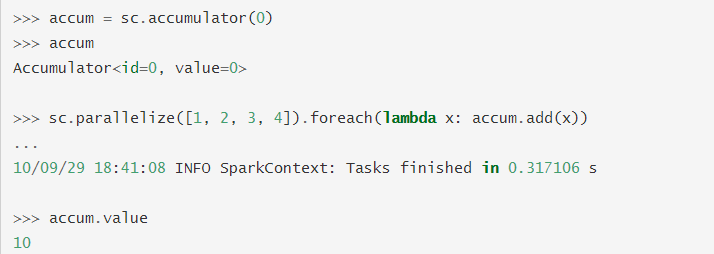 >>> accum = sc.accumulator(0)
>>> accum
Accumulator<id=0, value=0>
>>> sc.parallelize([1, 2, 3, 4]).foreach(lambda x: accum.add(x))
...
10/09/29 18:41:08 INFO SparkContext: Tasks finished in 0.317106 s
>>> accum.value
10